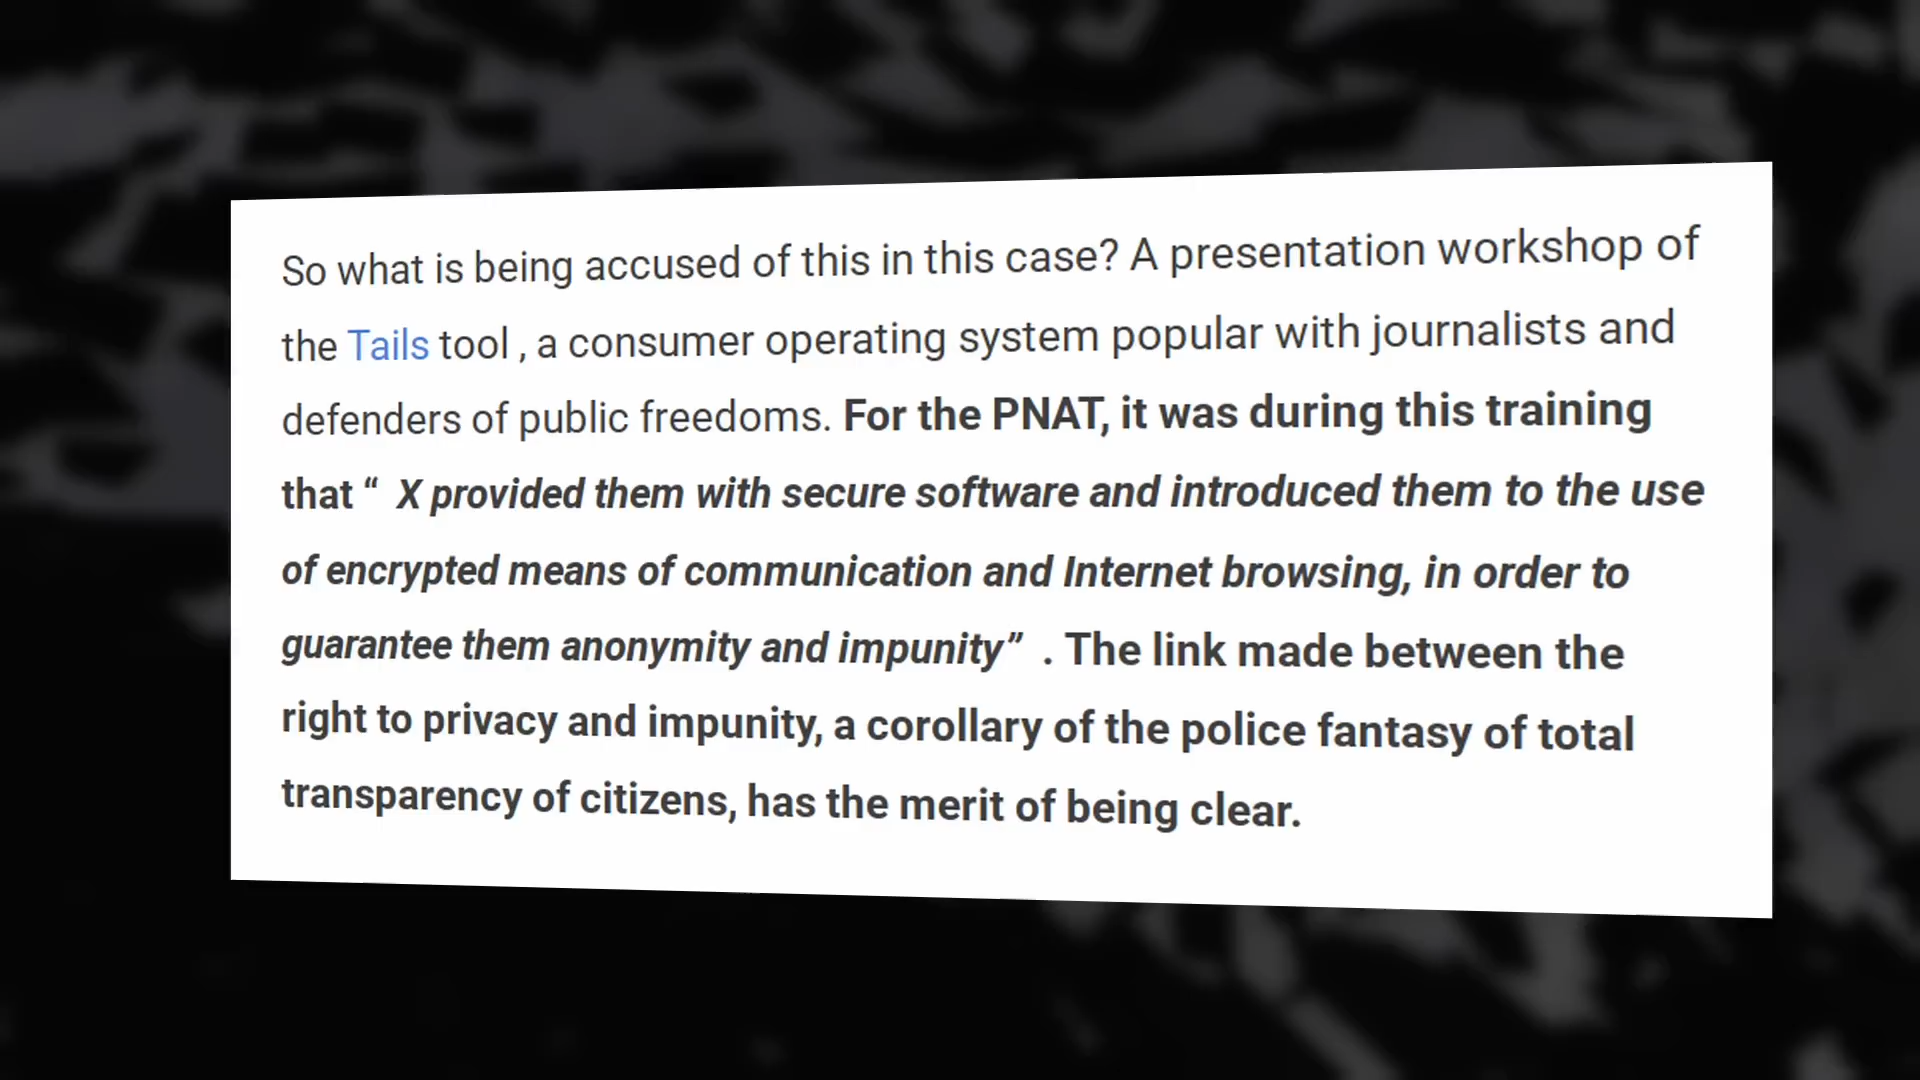 So what is being accused of this in this case? A presentation workshop of
the Tails tool , a consumer operating system popular with journalists and
defenders of public freedoms. For the PNAT, it was during this training
that “ X provided them with secure software and introduced them to the use
of encrypted means of communication and Internet browsing, in order to
guarantee them anonymity and impunity” . The link made between the
right to privacy and impunity, a corollary of the police fantasy of total
transparency of citizens, has the merit of being clear.